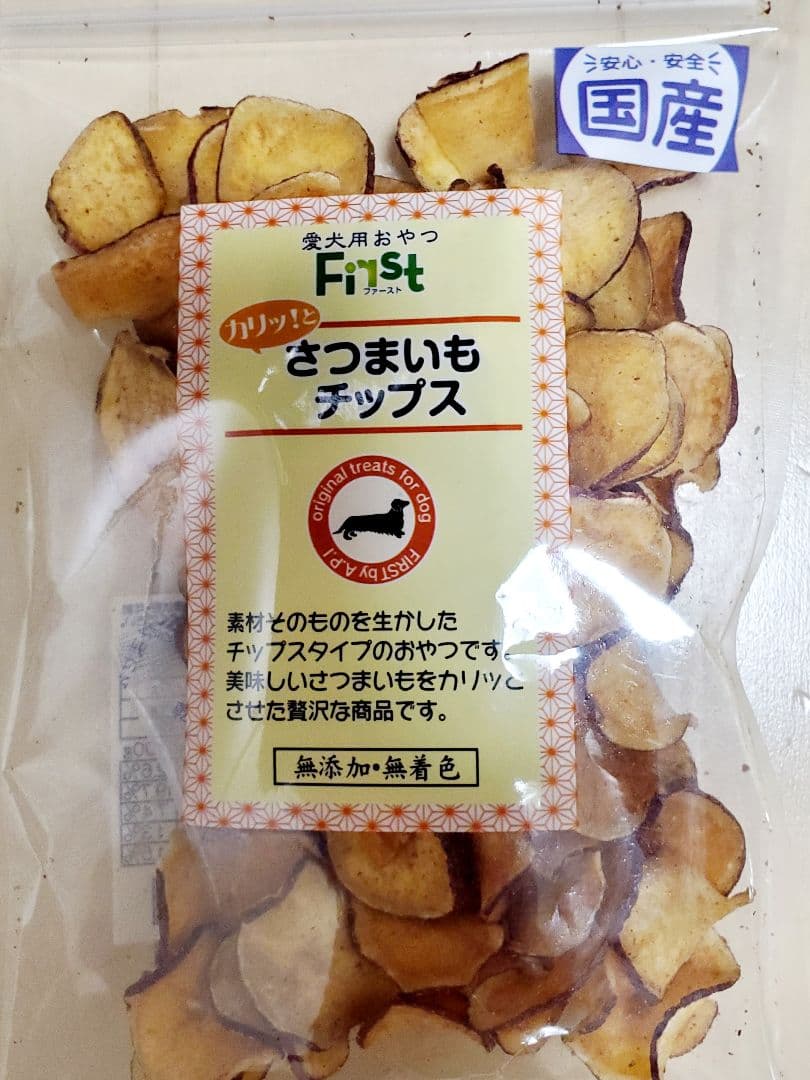 安心・安全
国産
愛犬用おやつ
First
ファースト
カリッ!と
さつまいも
チップス
original treats for dog
FIRST by A.P.I
素材そのものを生かした
チップスタイプのおやつです。
美味しいさつまいもをカリッと
させた贅沢な商品です。
無添加・無着色